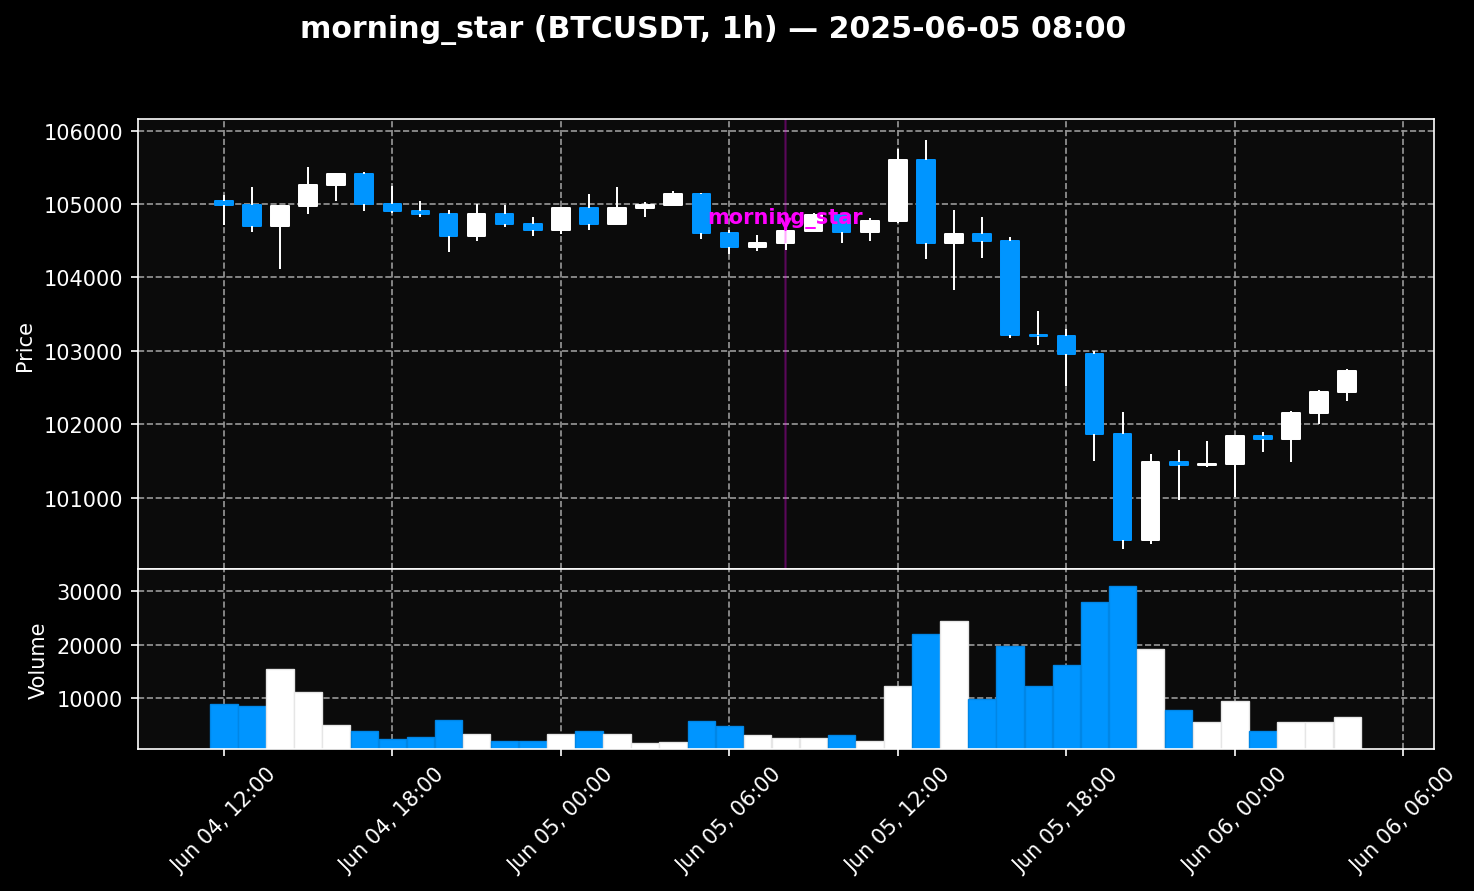 morning_star (BTCUSDT, 1h) — 2025-06-05 08:00
106000
105000
104000
103000
102000
101000
Price
morning_star
30000
20000
10000
Volume
Jun 04, 12:00
Jun 04, 18:00
Jun 05, 00:00
Jun 05, 06:00
Jun 05, 12:00
Jun 05, 18:00
Jun 06, 00:00
Jun 06, 06:00